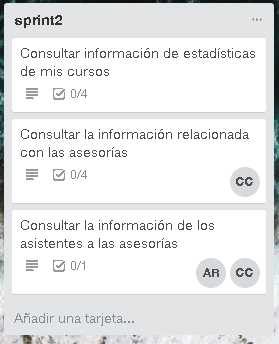 sprint2
Consultar información de estadísticas
de mis cursos
0/4
Consultar la información relacionada
con las asesorías
0/4
CC
Consultar la información de los
asistentes a las asesorías
0/1
AR CC
Añadir una tarjeta...